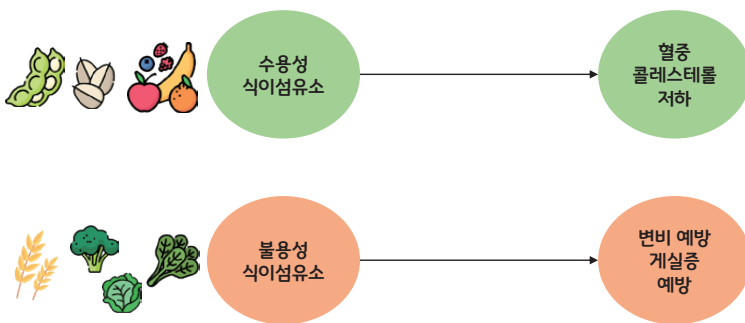 수용성
식이섬유소
혈중
콜레스테롤
저하
불용성
식이섬유소
변비 예방
게실증
예방